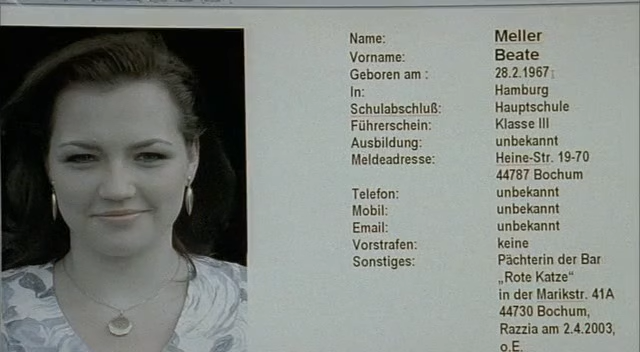 Name: Meller
Vorname: Beate
Geboren am : 28.2.1967
In: Hamburg
Schulabschluß: Hauptschule
Führerschein: Klasse III
Ausbildung: unbekannt
Meldeadresse: Heine-Str. 19-70
44787 Bochum
Telefon: unbekannt
Mobil: unbekannt
Email: unbekannt
Vorstrafen: keine
Sonstiges: Pächterin der Bar
„Rote Katze“
in der Marikstr. 41A
44730 Bochum,
Razzia am 2.4.2003,
o.E.